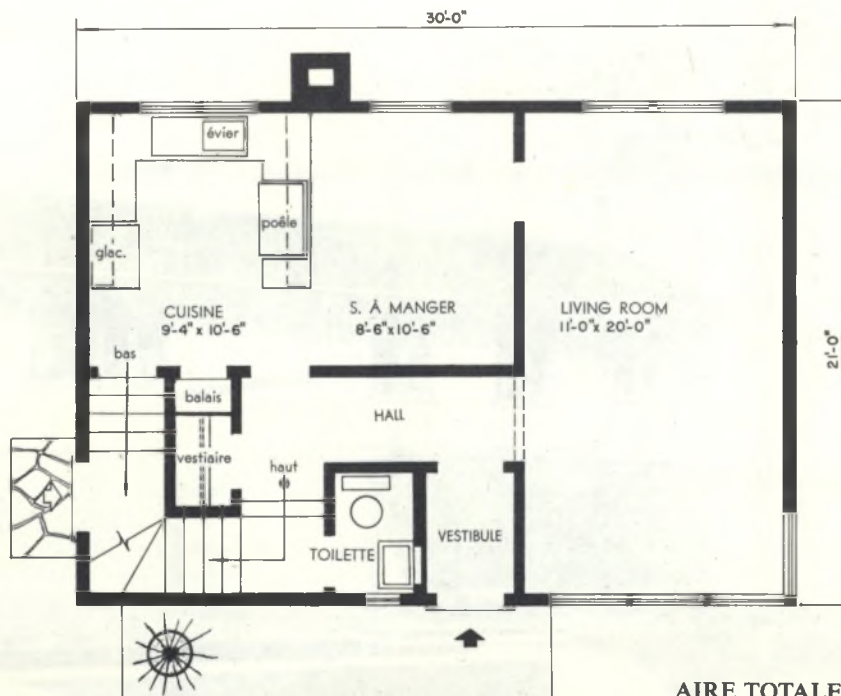 30'-0"
évier
poêle
glac.
CUISINE
9'-4" x 10'-6"
S. À MANGER
8'-6" x 10'-6"
LIVING ROOM
11'-0" x 20'-0"
21'-0"
bas
balais
HALL
vestiaire
haut
TOILETTE
VESTIBULE
AIRE TOTALE